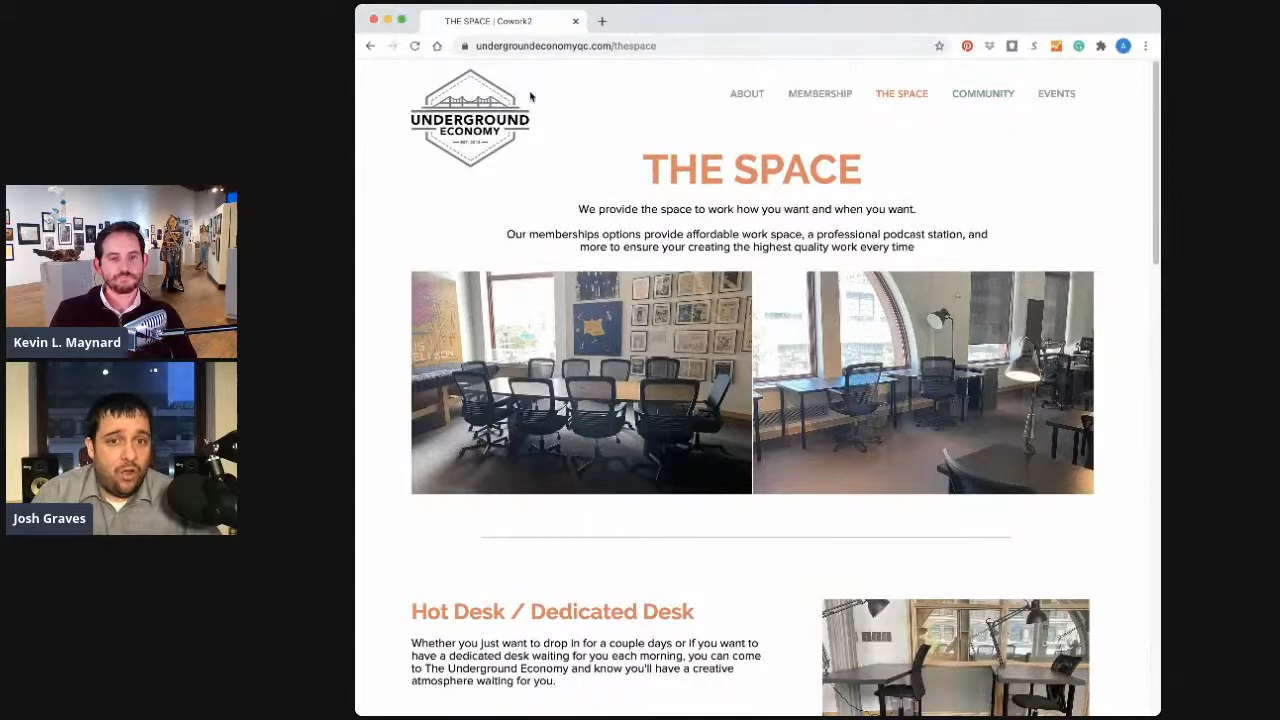 THE SPACE | Cowork2
undergroundeconomyqc.com/thespace
UNDERGROUND
ECONOMY
EST. 2015
ABOUT
MEMBERSHIP
THE SPACE
COMMUNITY
EVENTS
THE SPACE
We provide the space to work how you want and when you want.
Our memberships options provide affordable work space, a professional podcast station, and
more to ensure your creating the highest quality work every time
Hot Desk / Dedicated Desk
Whether you just want to drop in for a couple days or if you want to
have a dedicated desk waiting for you each morning, you can come
to The Underground Economy and know you'll have a creative
atmosphere waiting for you.
Kevin L. Maynard
Josh Graves